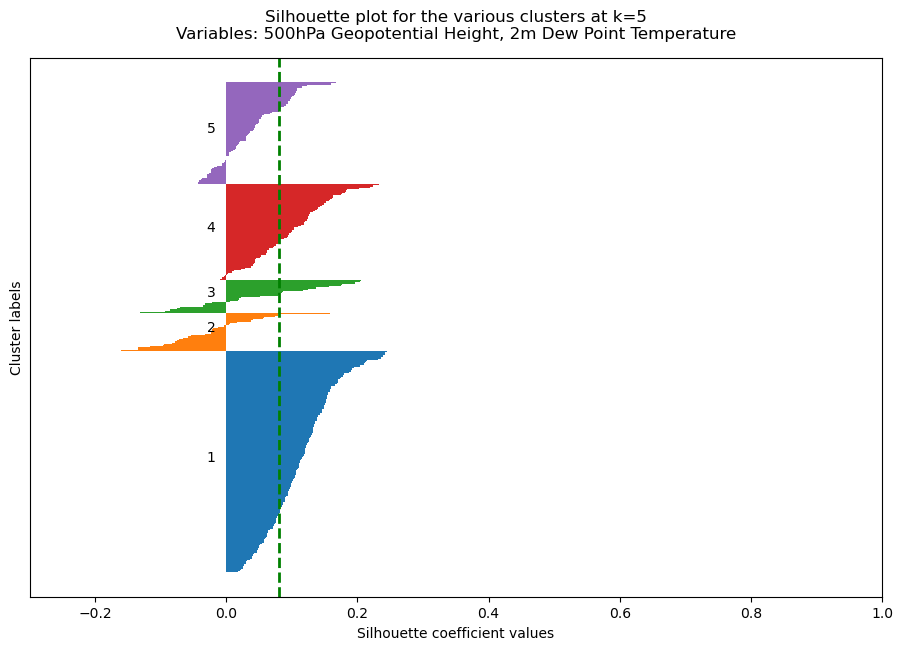 Silhouette plot for the various clusters at k=5
Variables: 500hPa Geopotential Height, 2m Dew Point Temperature
5
4
3
2
1
Cluster labels
−0.2 0.0 0.2 0.4 0.6 0.8 1.0
Silhouette coefficient values